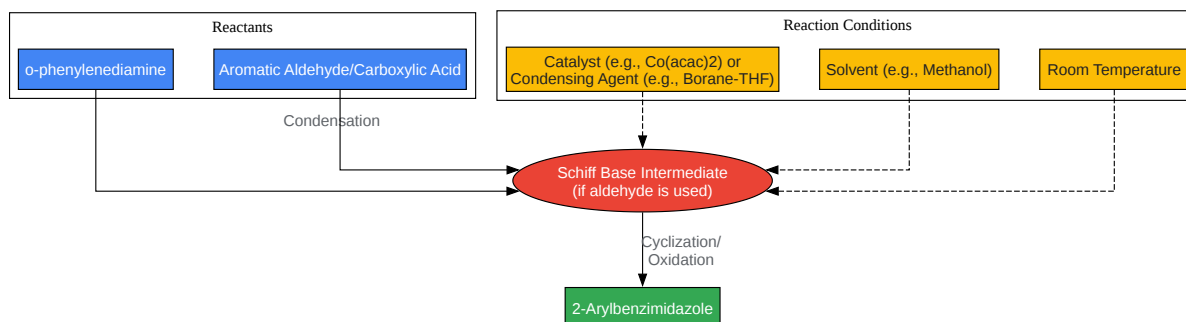 Reactants
Reaction Conditions
o-phenylenediamine
Aromatic Aldehyde/Carboxylic Acid
Catalyst (e.g., Co(acac)2) or
Condensing Agent (e.g., Borane-THF)
Solvent (e.g., Methanol)
Room Temperature
Condensation
Schiff Base Intermediate
(if aldehyde is used)
Cyclization/
Oxidation
2-Arylbenzimidazole